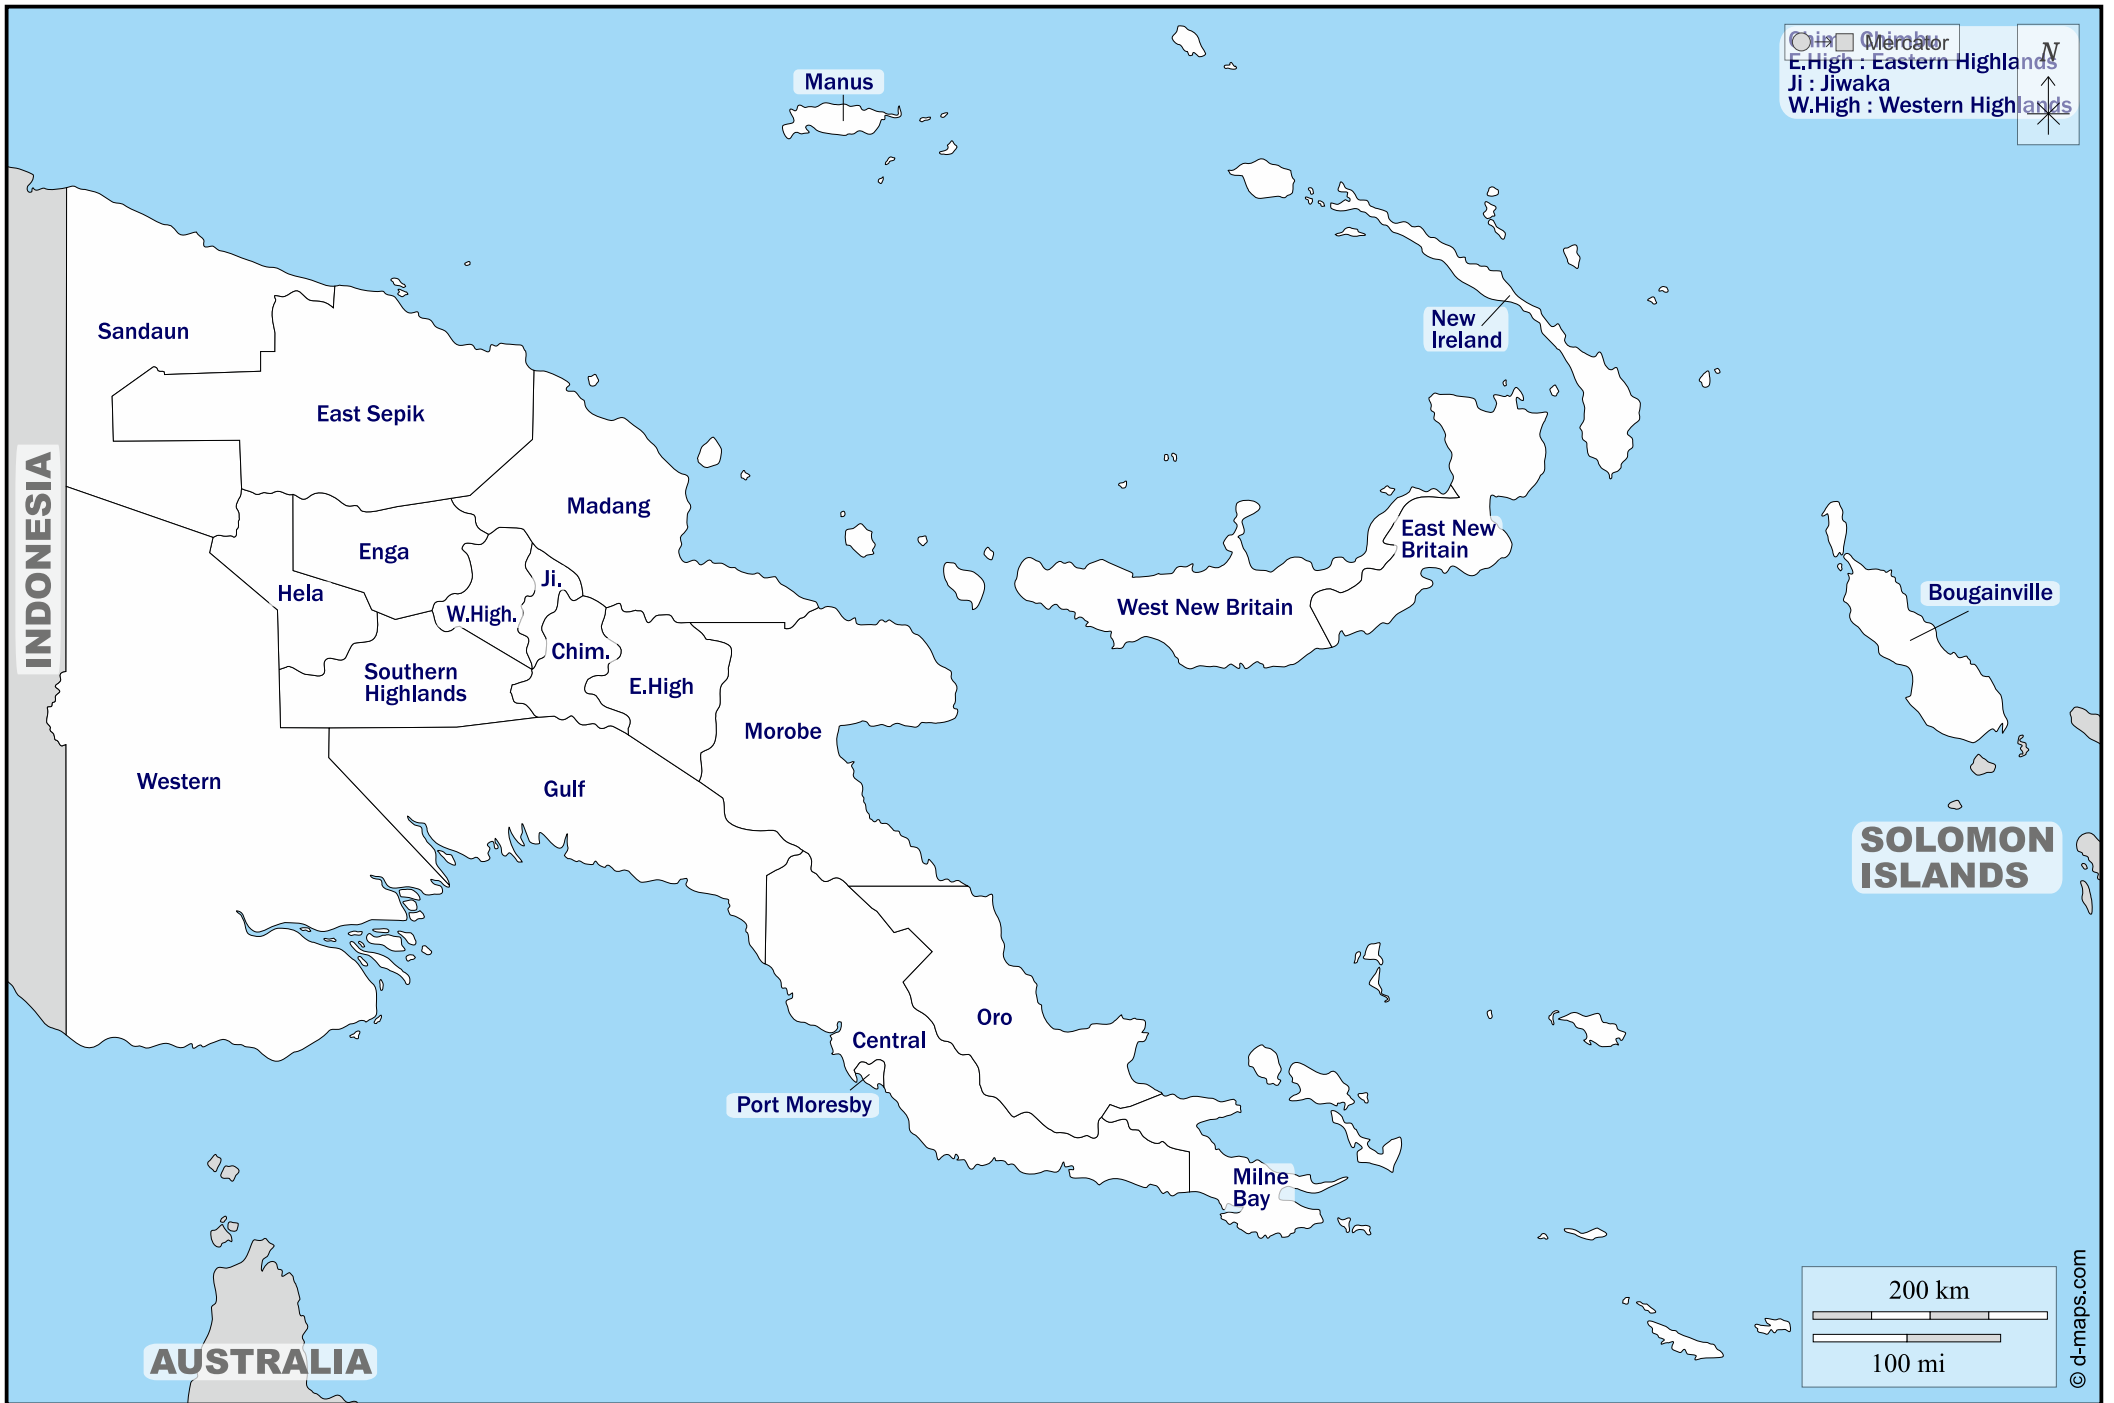 Chim : Chimbu
Mercator
N
E.High : Eastern Highlands
Ji : Jiwaka
W.High : Western Highlands
Manus
Sandaun
New
Ireland
East Sepik
INDONESIA
Madang
East New
Britain
Enga
Ji.
Hela
Bougainville
W.High.
West New Britain
Chim.
Southern
Highlands
E.High
Morobe
Western
Gulf
SOLOMON
ISLANDS
Oro
Central
Port Moresby
Milne
Bay
200 km
100 mi
AUSTRALIA
© d-maps.com